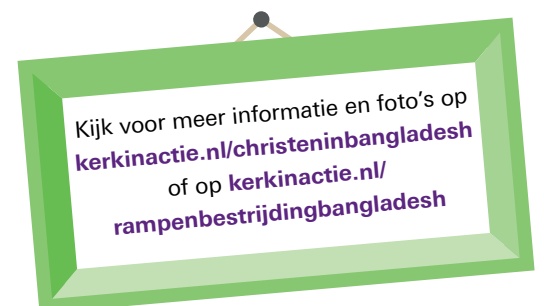 Kijk voor meer informatie en foto's op
kerkinactie.nl/christeninbangladesh
of op kerkinactie.nl/
rampenbestrijdingbangladesh